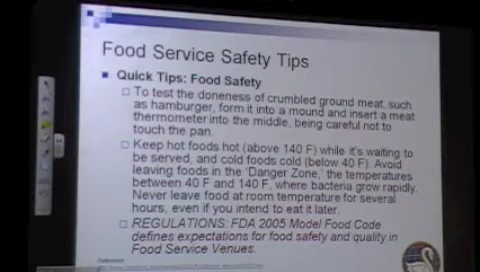 Food Service Safety Tips
Quick Tips: Food Safety
To test the doneness of crumbled ground meat, such
as hamburger, form it into a mound and insert a meat
thermometer into the middle, being careful not to
touch the pan.
Keep hot foods hot (above 140 F) while it's waiting to
be served, and cold foods cold (below 40 F). Avoid
leaving foods in the 'Danger Zone,' the temperatures
between 40 F and 140 F, where bacteria grow rapidly.
Never leave food at room temperature for several
hours, even if you intend to eat it later.
REGULATIONS: FDA 2005 Model Food Code
defines expectations for food safety and quality in
Food Service Venues.